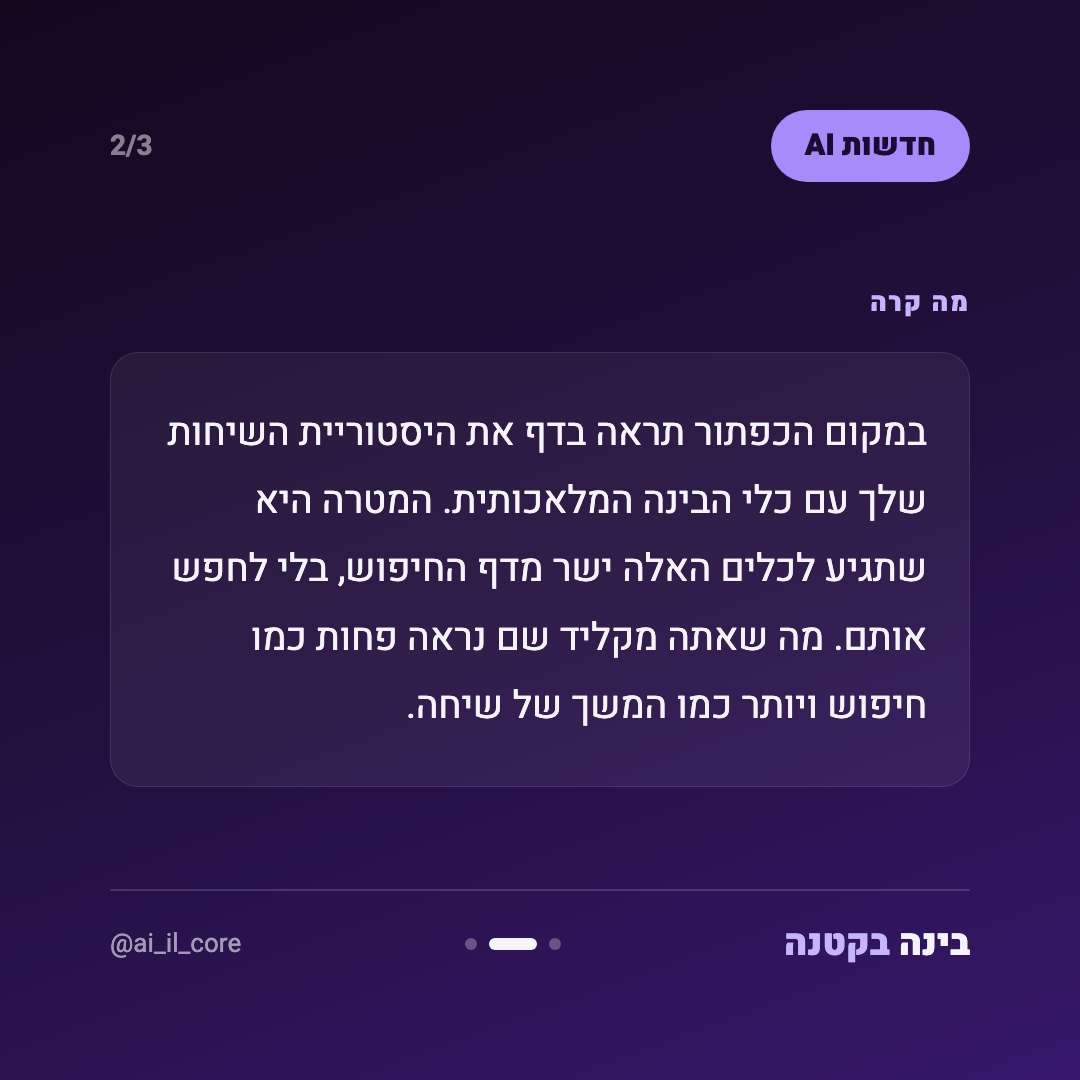 חדשות AI
2/3
מה קרה
במקום הכפתור תראה בדף את היסטוריית השיחות
שלך עם כלי הבינה המלאכותית. המטרה היא
שתגיע לכלים האלה ישר מדף החיפוש, בלי לחפש
אותם. מה שאתה מקליד שם נראה פחות כמו
חיפוש ויותר כמו המשך של שיחה.
בינה בקטנה
@ai_il_core